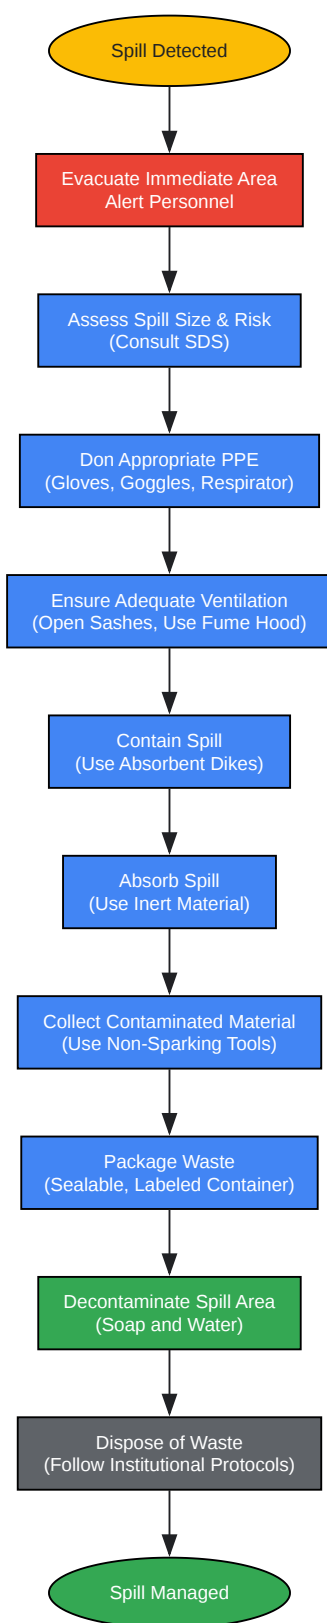 Spill Detected
Evacuate Immediate Area
Alert Personnel
Assess Spill Size & Risk
(Consult SDS)
Don Appropriate PPE
(Gloves, Goggles, Respirator)
Ensure Adequate Ventilation
(Open Sashes, Use Fume Hood)
Contain Spill
(Use Absorbent Dikes)
Absorb Spill
(Use Inert Material)
Collect Contaminated Material
(Use Non-Sparking Tools)
Package Waste
(Sealable, Labeled Container)
Decontaminate Spill Area
(Soap and Water)
Dispose of Waste
(Follow Institutional Protocols)
Spill Managed